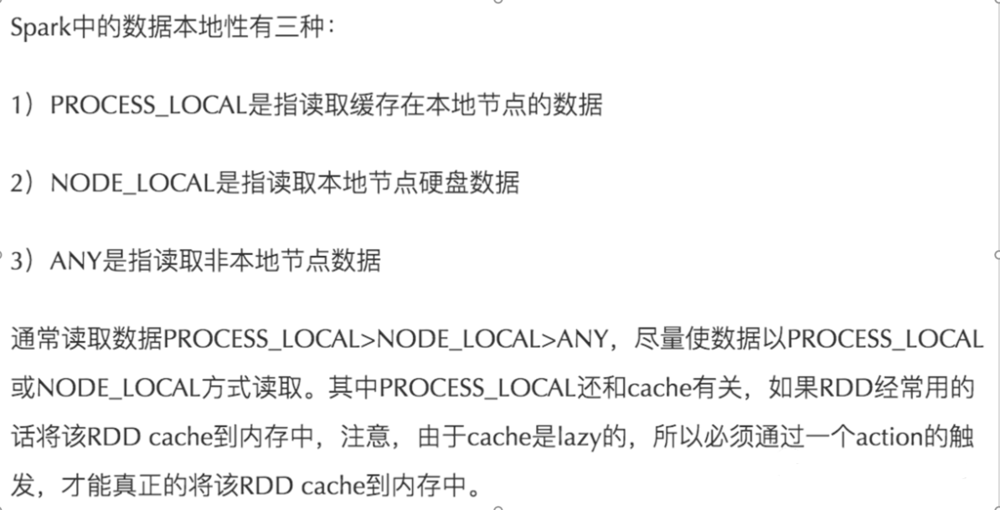 Spark中的数据本地性有三种：
1）PROCESS_LOCAL是指读取缓存在本地节点的数据
2）NODE_LOCAL是指读取本地节点硬盘数据
3）ANY是指读取非本地节点数据
通常读取数据PROCESS_LOCAL>NODE_LOCAL>ANY，尽量使数据以PROCESS_LOCAL
或NODE_LOCAL方式读取。其中PROCESS_LOCAL还和cache有关，如果RDD经常用的
话将该RDD cache到内存中，注意，由于cache是lazy的，所以必须通过一个action的触
发，才能真正的将该RDD cache到内存中。